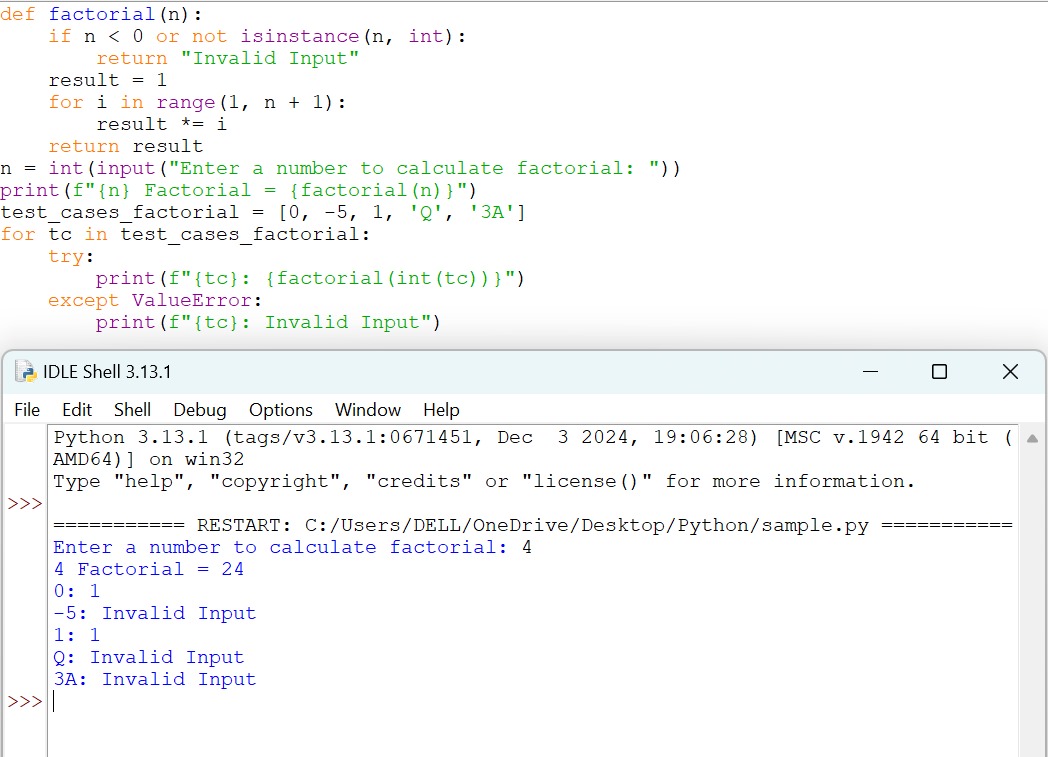 def factorial(n):
    if n < 0 or not isinstance(n, int):
        return "Invalid Input"
    result = 1
    for i in range(1, n + 1):
        result *= i
    return result
n = int(input("Enter a number to calculate factorial: "))
print(f"{n} Factorial = {factorial(n)}")
test_cases_factorial = [0, -5, 1, 'Q', '3A']
for tc in test_cases_factorial:
    try:
        print(f"{tc}: {factorial(int(tc))}")
    except ValueError:
        print(f"{tc}: Invalid Input")
IDLE Shell 3.13.1
File Edit Shell Debug Options Window Help
Python 3.13.1 (tags/v3.13.1:0671451, Dec  3 2024, 19:06:28) [MSC v.1942 64 bit (
AMD64)] on win32
Type "help", "copyright", "credits" or "license()" for more information.
>>>
=========== RESTART: C:/Users/DELL/OneDrive/Desktop/Python/sample.py ===========
Enter a number to calculate factorial: 4
4 Factorial = 24
0: 1
-5: Invalid Input
1: 1
Q: Invalid Input
3A: Invalid Input
>>>